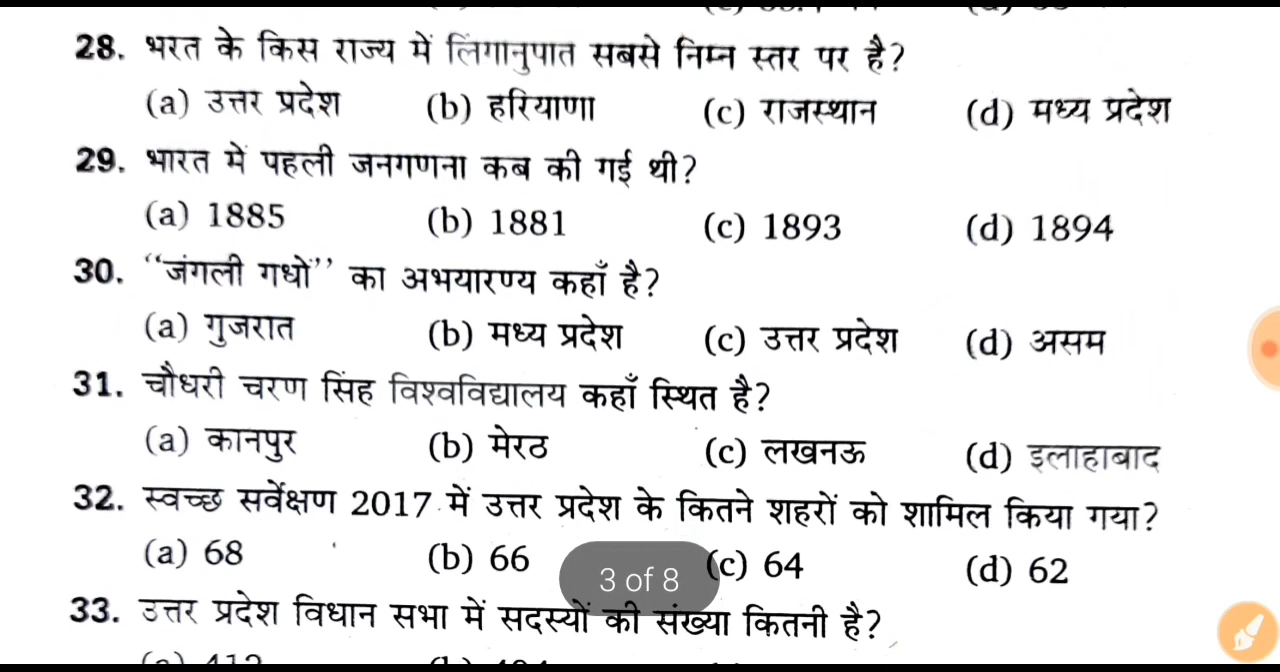 28. भरत के किस राज्य में लिंगानुपात सबसे निम्न स्तर पर है?
(a) उत्तर प्रदेश (b) हरियाणा (c) राजस्थान (d) मध्य प्रदेश
29. भारत में पहली जनगणना कब की गई थी?
(a) 1885 (b) 1881 (c) 1893 (d) 1894
30. “जंगली गधों” का अभयारण्य कहाँ है?
(a) गुजरात (b) मध्य प्रदेश (c) उत्तर प्रदेश (d) असम
31. चौधरी चरण सिंह विश्वविद्यालय कहाँ स्थित है?
(a) कानपुर (b) मेरठ (c) लखनऊ (d) इलाहाबाद
32. स्वच्छ सर्वेक्षण 2017 में उत्तर प्रदेश के कितने शहरों को शामिल किया गया?
(a) 68 (b) 66 (c) 64 (d) 62
3 of 8
33. उत्तर प्रदेश विधान सभा में सदस्यों की संख्या कितनी है?